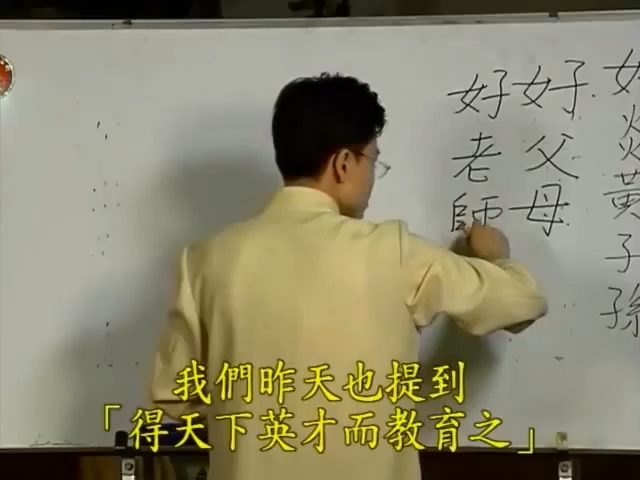 炎黃子孫
好父母
好老師
我們昨天也提到
「得天下英才而教育之」